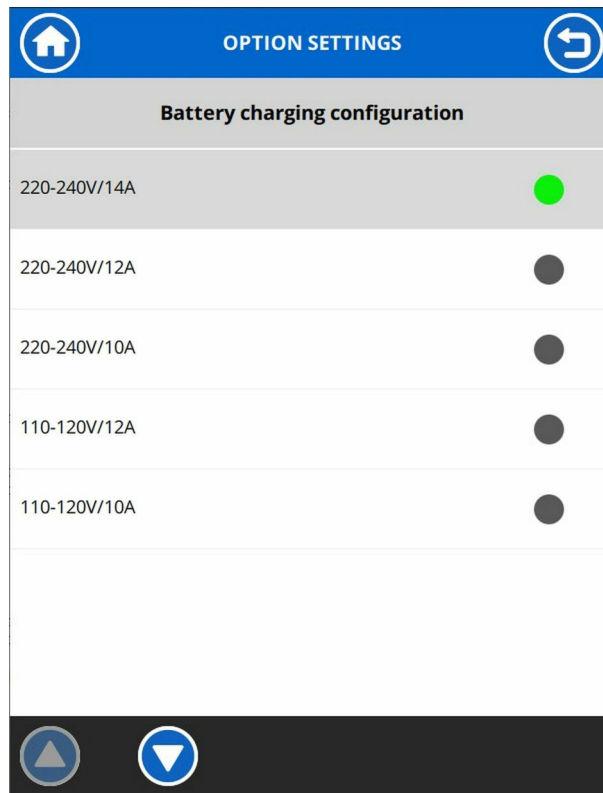 OPTION SETTINGS
Battery charging configuration
220-240V/14A
220-240V/12A
220-240V/10A
110-120V/12A
110-120V/10A